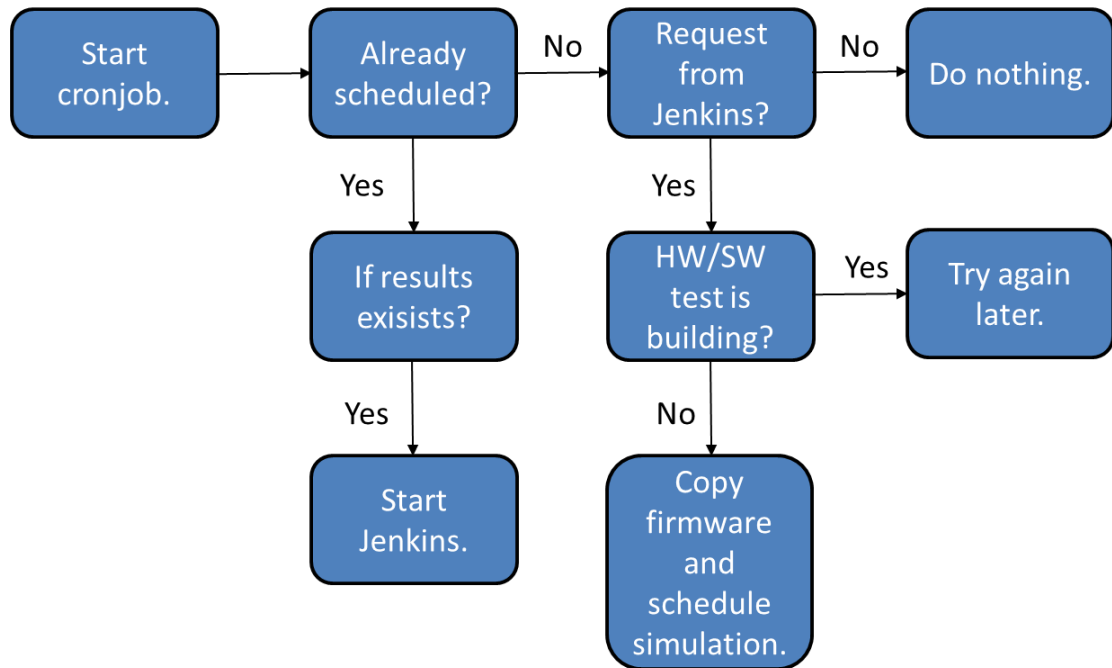 Start
cronjob.
Already
scheduled?
No
Request
from
Jenkins?
No
Do nothing.
Yes
Yes
If results
exisists?
HW/SW
test is
building?
Yes
Try again
later.
Yes
No
Start
Jenkins.
Copy
firmware
and
schedule
simulation.